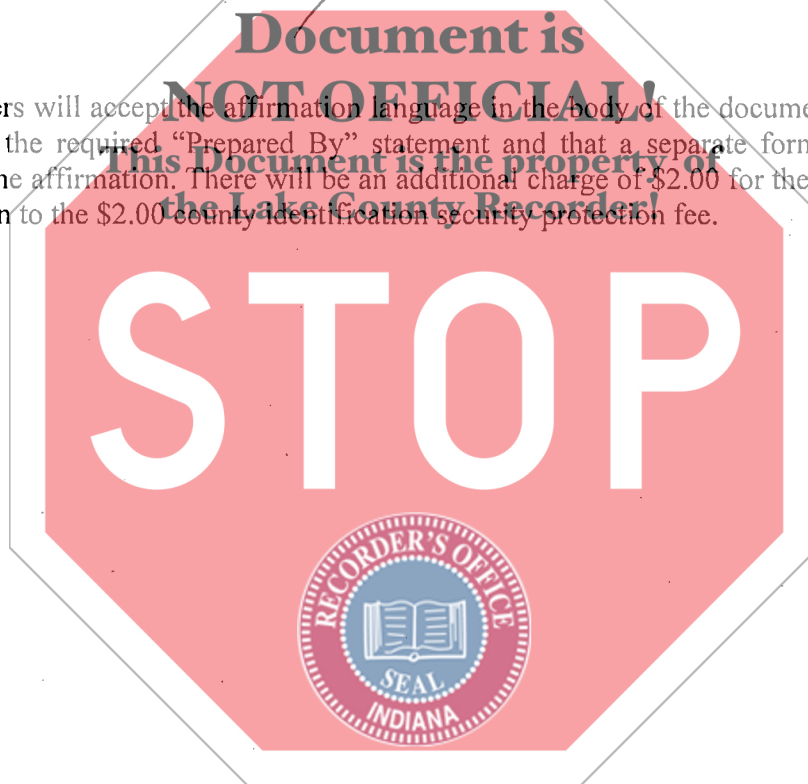 Document is
NOT OFFICIAL!
ers will accept the affirmation language in the body of the docume
the required “Prepared By” statement and that a separate form
This Document is the property of
he affirmation. There will be an additional charge of $2.00 for the
the Lake County Recorder!
n to the $2.00 county identification security protection fee.
STOP
RECORDER'S OFFICE
SEAL
INDIANA